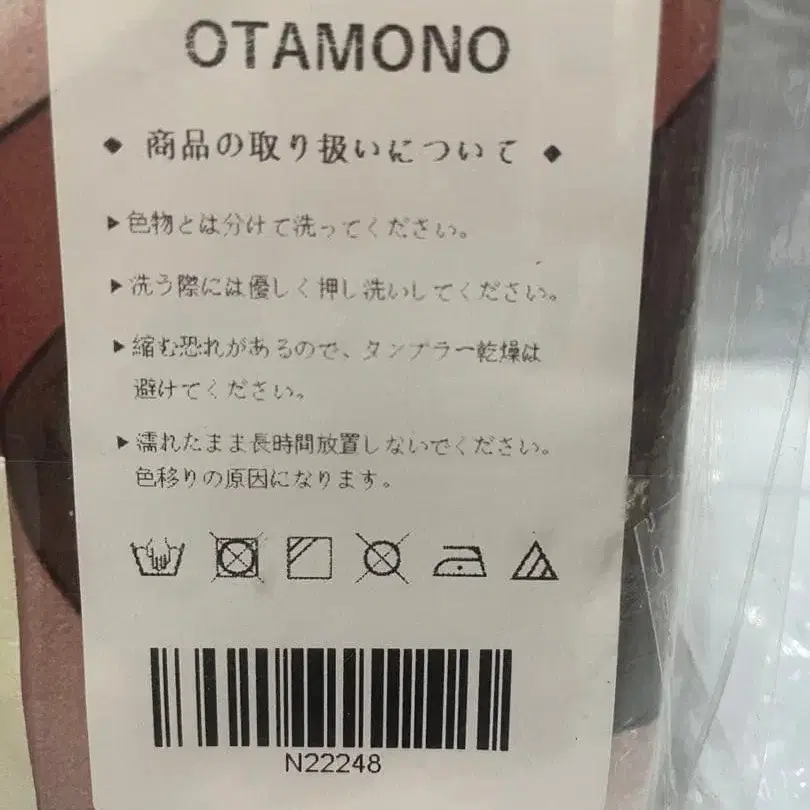 OTAMONO
◆ 商品の取り扱いについて ◆
▶色物とは分けて洗ってください。
▶洗う際には優しく押し洗いしてください。
▶縮む恐れがあるので、タンブラー乾燥は
避けてください。
▶濡れたまま長時間放置しないでください。
色移りの原因になります。
N22248